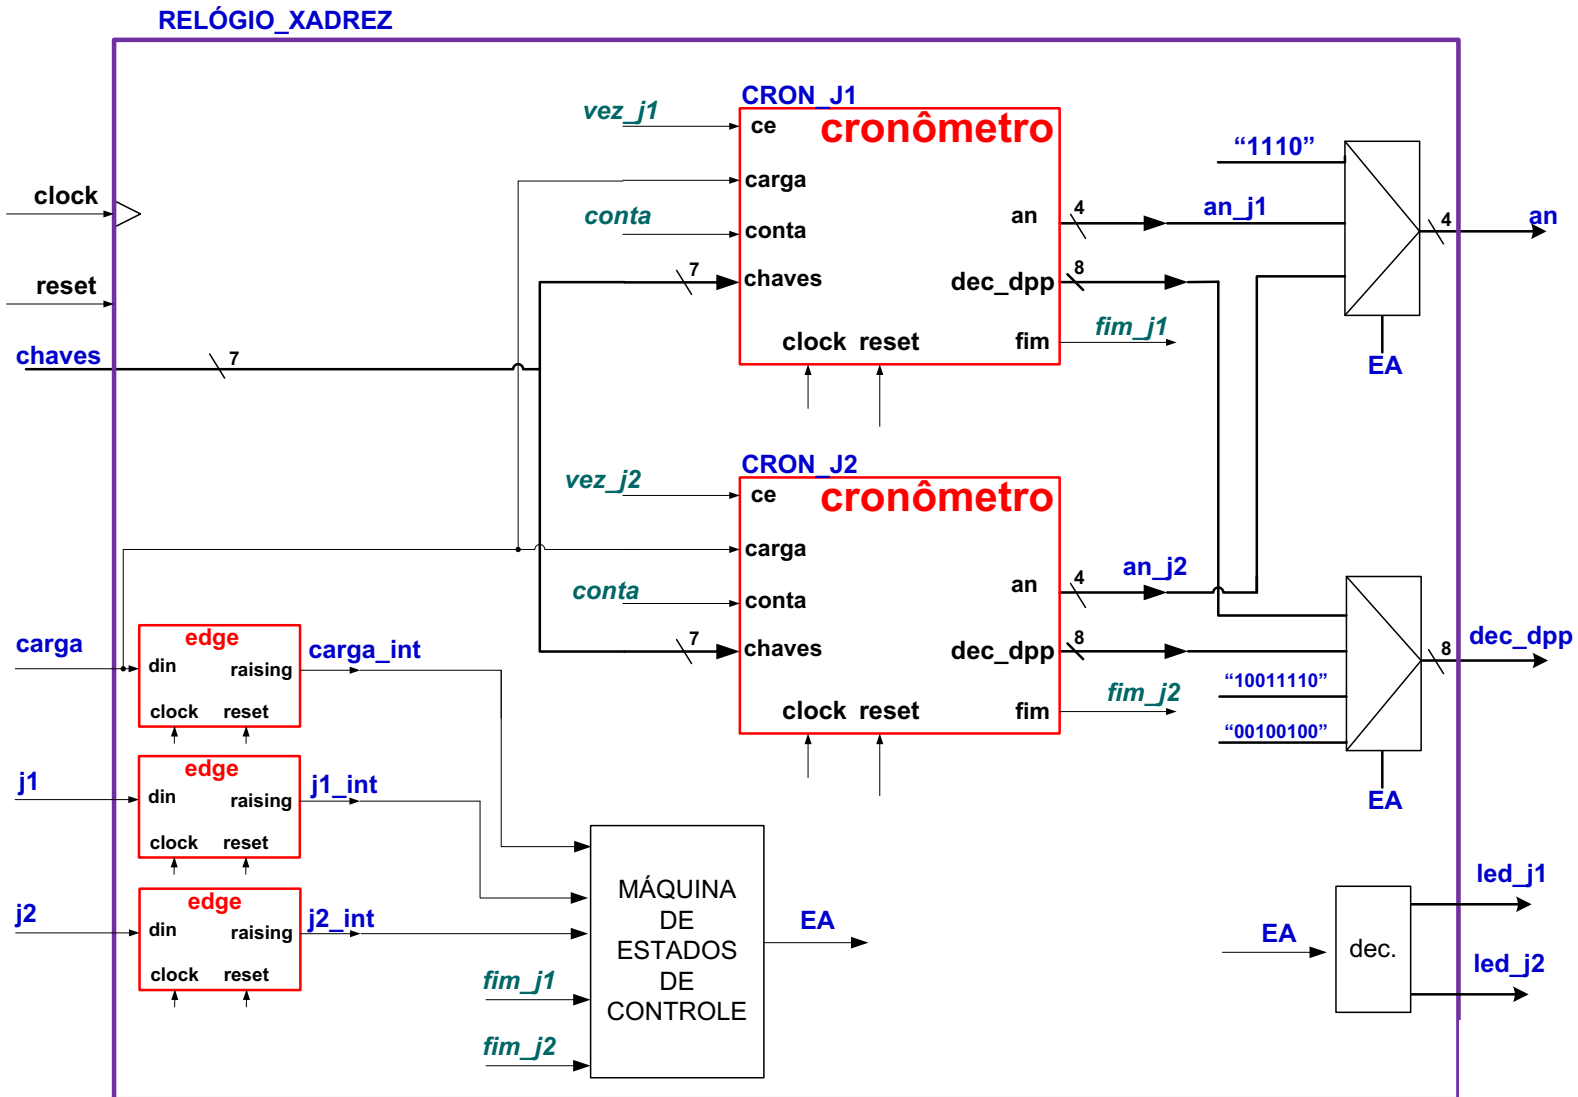 RELÓGIO_XADREZ
clock
reset
chaves
7
vez_j1
conta
CRON_J1
cronômetro
ce
carga
conta
chaves
7
an
4
an_j1
dec_dpp
8
fim
fim_j1
clock reset
“1110”
EA
4
an
vez_j2
conta
CRON_J2
cronômetro
ce
carga
conta
chaves
7
an
4
an_j2
dec_dpp
8
fim
fim_j2
clock reset
“10011110”
“00100100”
EA
8
dec_dpp
carga
edge
din
raising
clock reset
carga_int
j1
edge
din
raising
clock reset
j1_int
j2
edge
din
raising
clock reset
j2_int
fim_j1
fim_j2
MÁQUINA
DE
ESTADOS
DE
CONTROLE
EA
EA
dec.
led_j1
led_j2